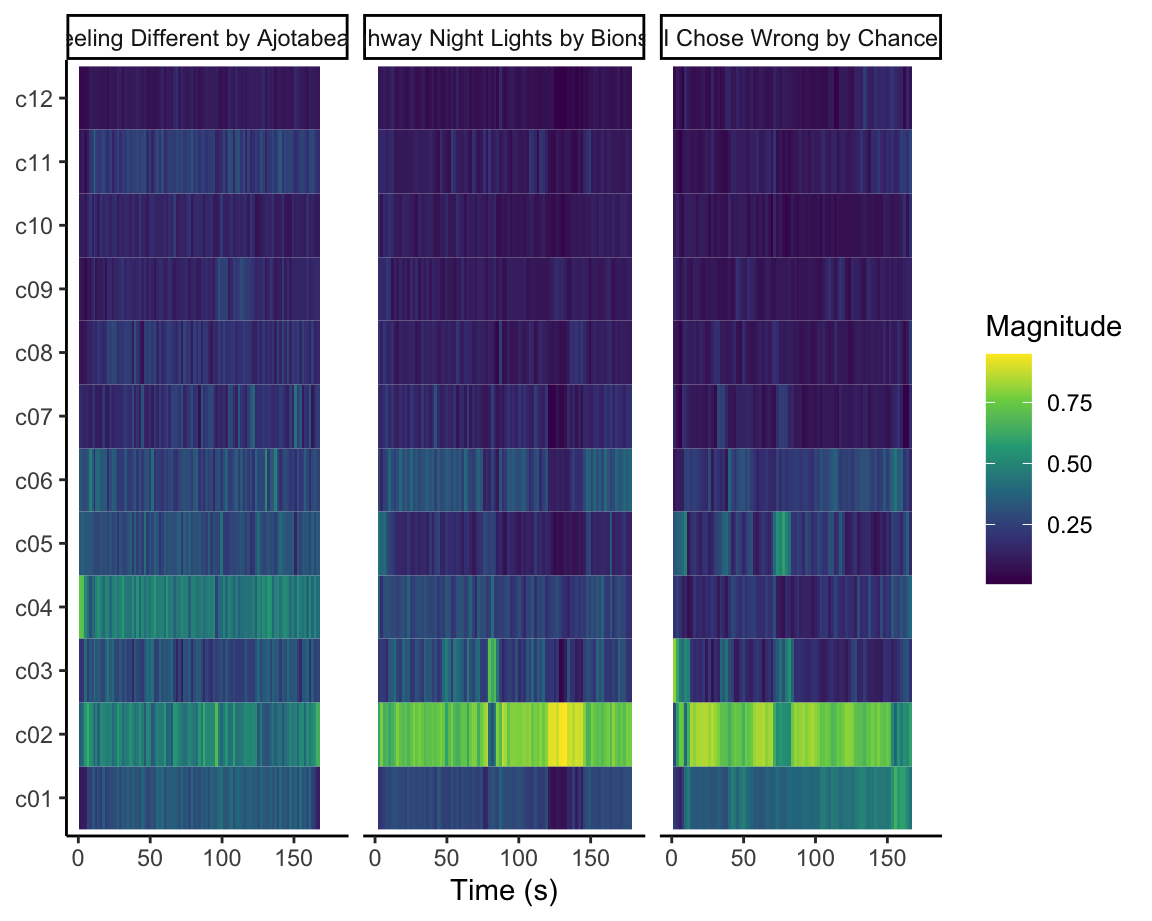 eeling Different by Ajotabea
hway Night Lights by Bions
I Chose Wrong by Chance
c12
c11
c10
c09
c08
c07
c06
c05
c04
c03
c02
c01
0 50 100 150
0 50 100 150
0 50 100 150
Time (s)
Magnitude
0.75
0.50
0.25